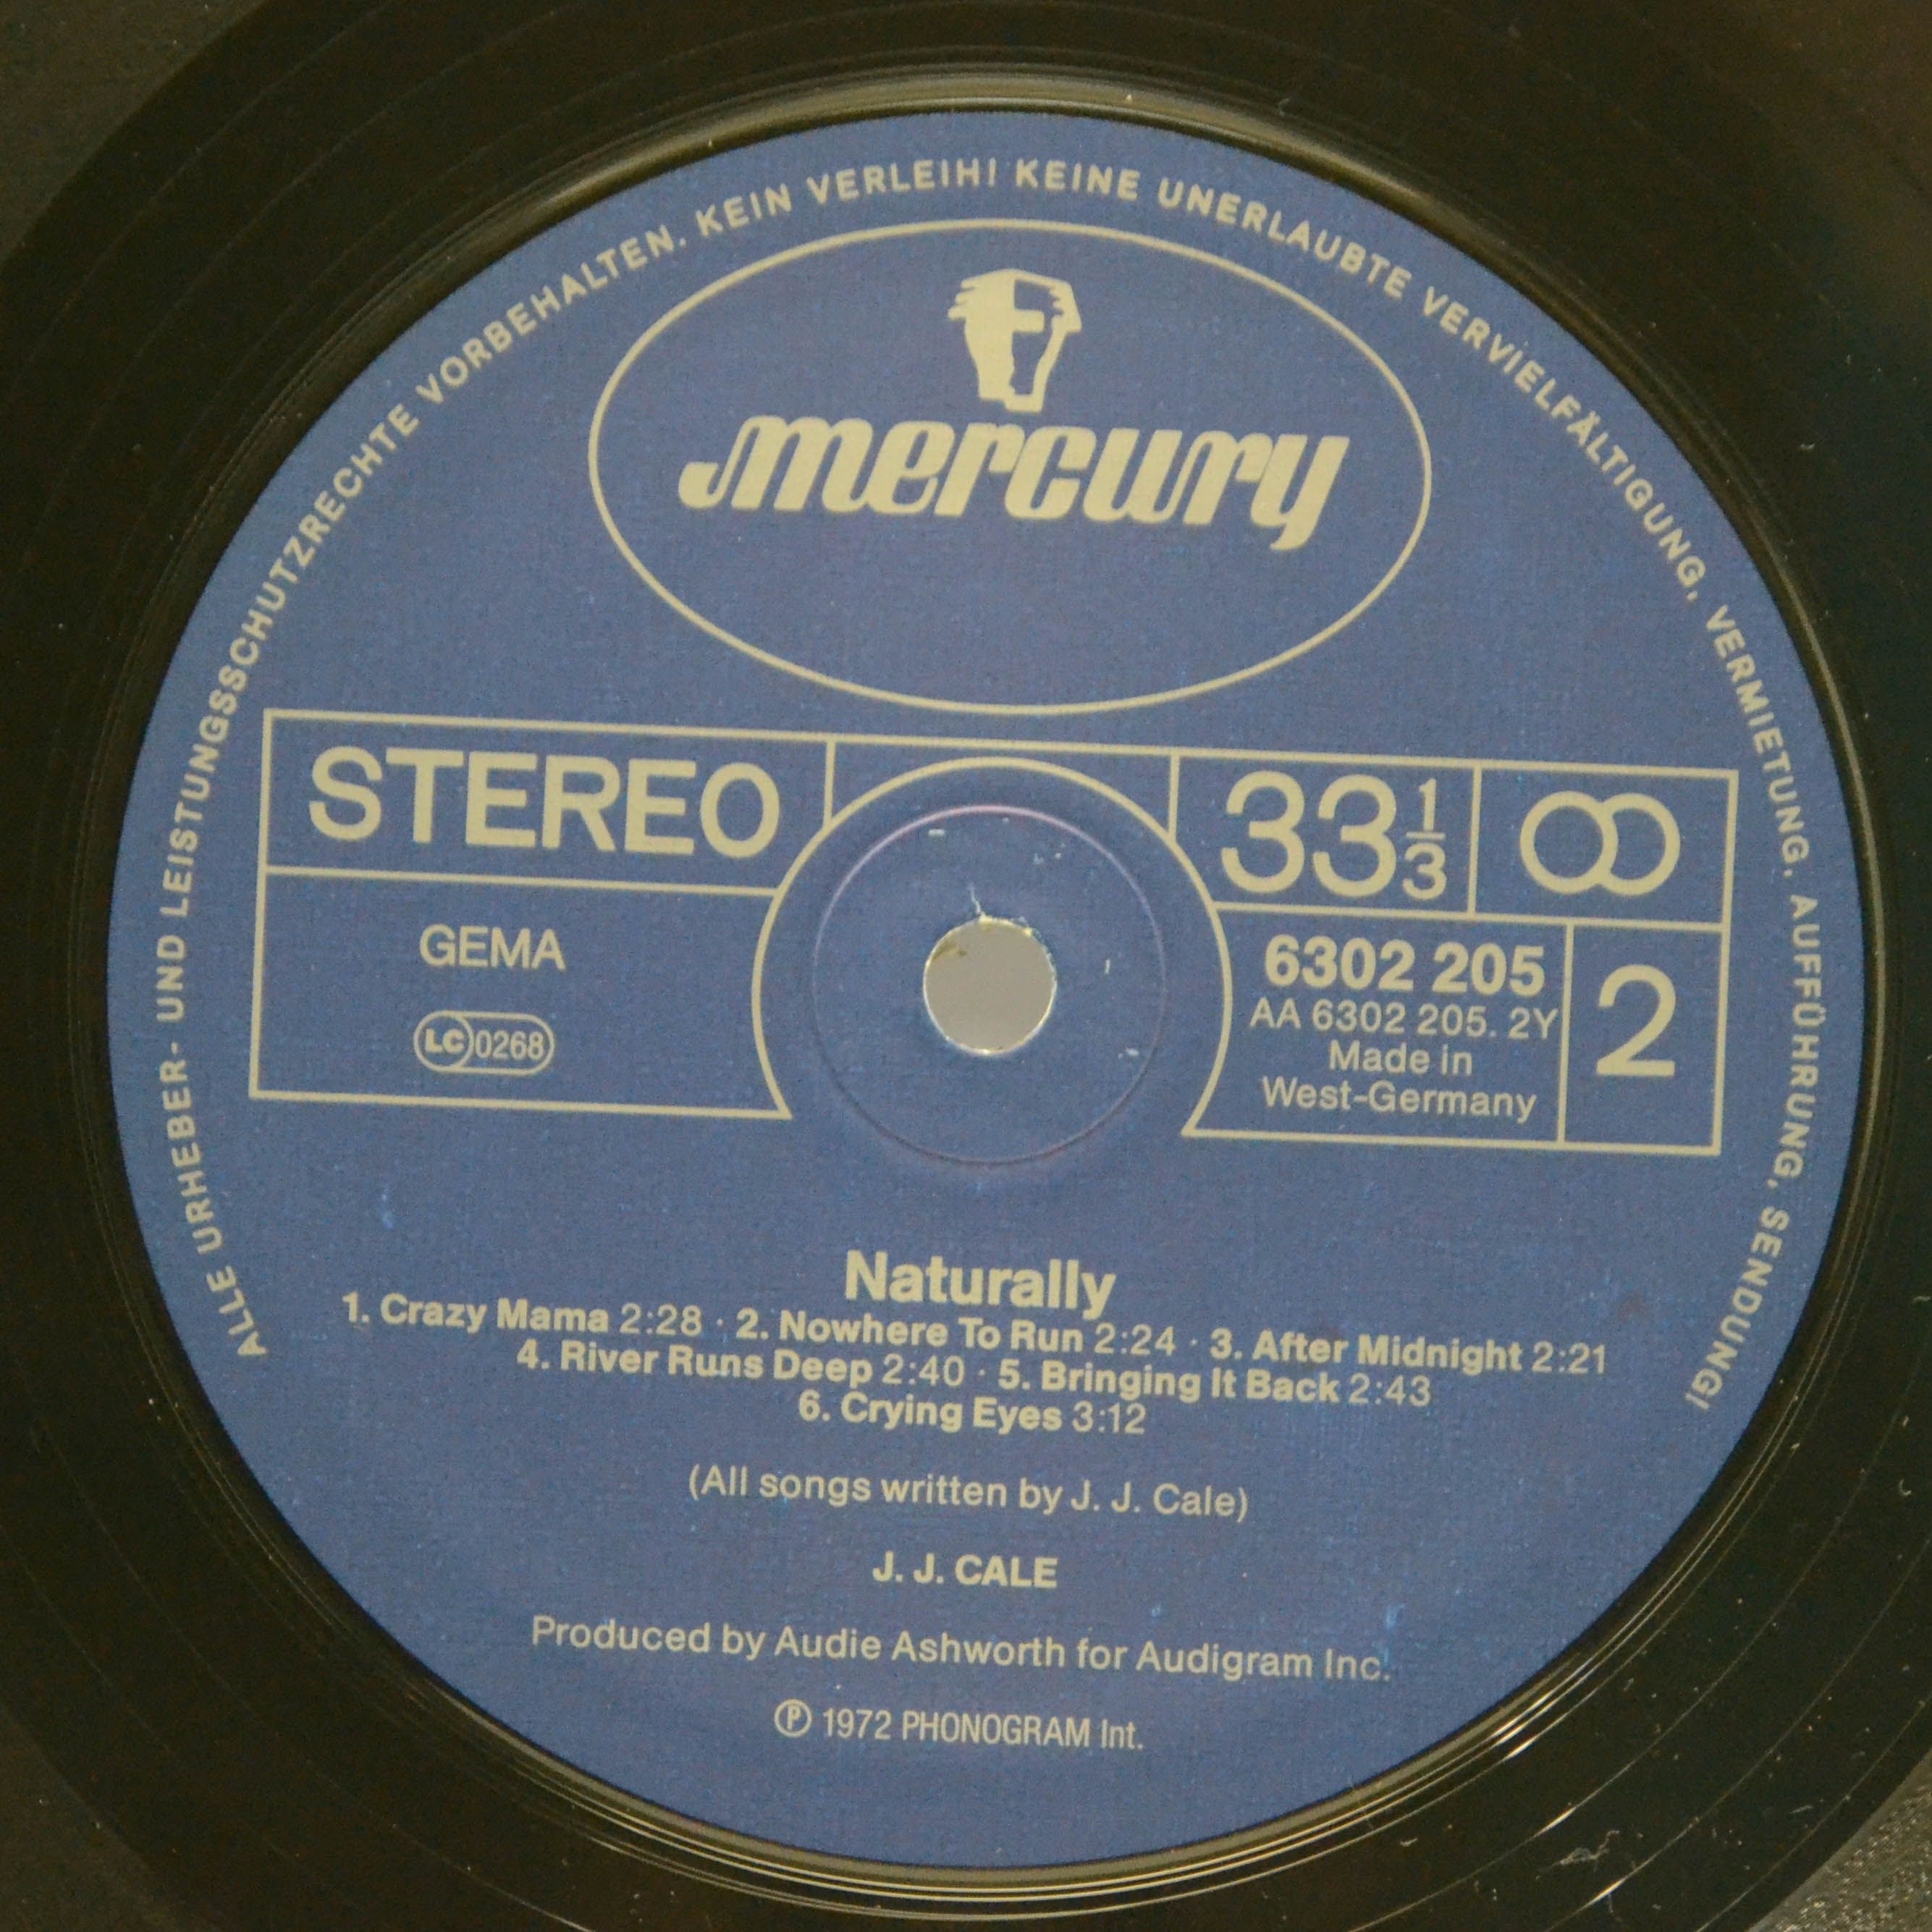 ALLE URHEBER- UND LEISTUNGSSCHUTZRECHTE VORBEHALTEN. KEIN VERLEIH! KEINE UNERLAUBTE VERVIELFÄLTIGUNG, VERMIETUNG, AUFFÜHRUNG, SENDUNG!
mercury
STEREO
33 1/3
GEMA
LC 0268
6302 205
AA 6302 205. 2Y
Made in
West-Germany
2
Naturally
1. Crazy Mama 2:28 · 2. Nowhere To Run 2:24 · 3. After Midnight 2:21
4. River Runs Deep 2:40 · 5. Bringing It Back 2:43
6. Crying Eyes 3:12
(All songs written by J. J. Cale)
J. J. CALE
Produced by Audie Ashworth for Audigram Inc.
℗ 1972 PHONOGRAM Int.